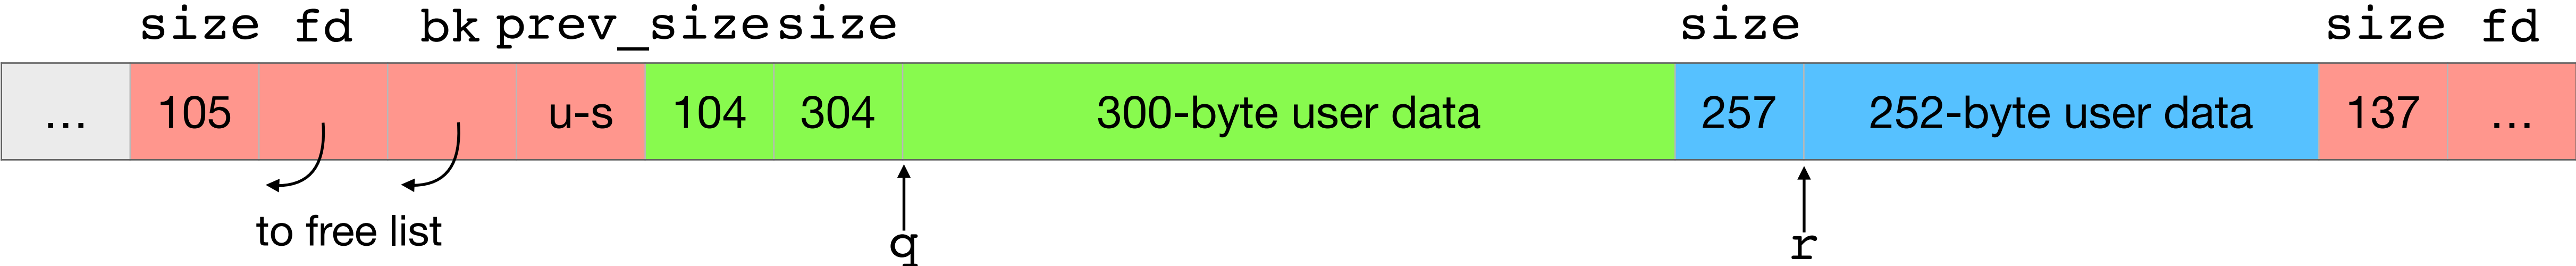 size fd bk prev_size size size size fd
... 105 u-s 104 304 300-byte user data 257 252-byte user data 137 ...
to free list q r